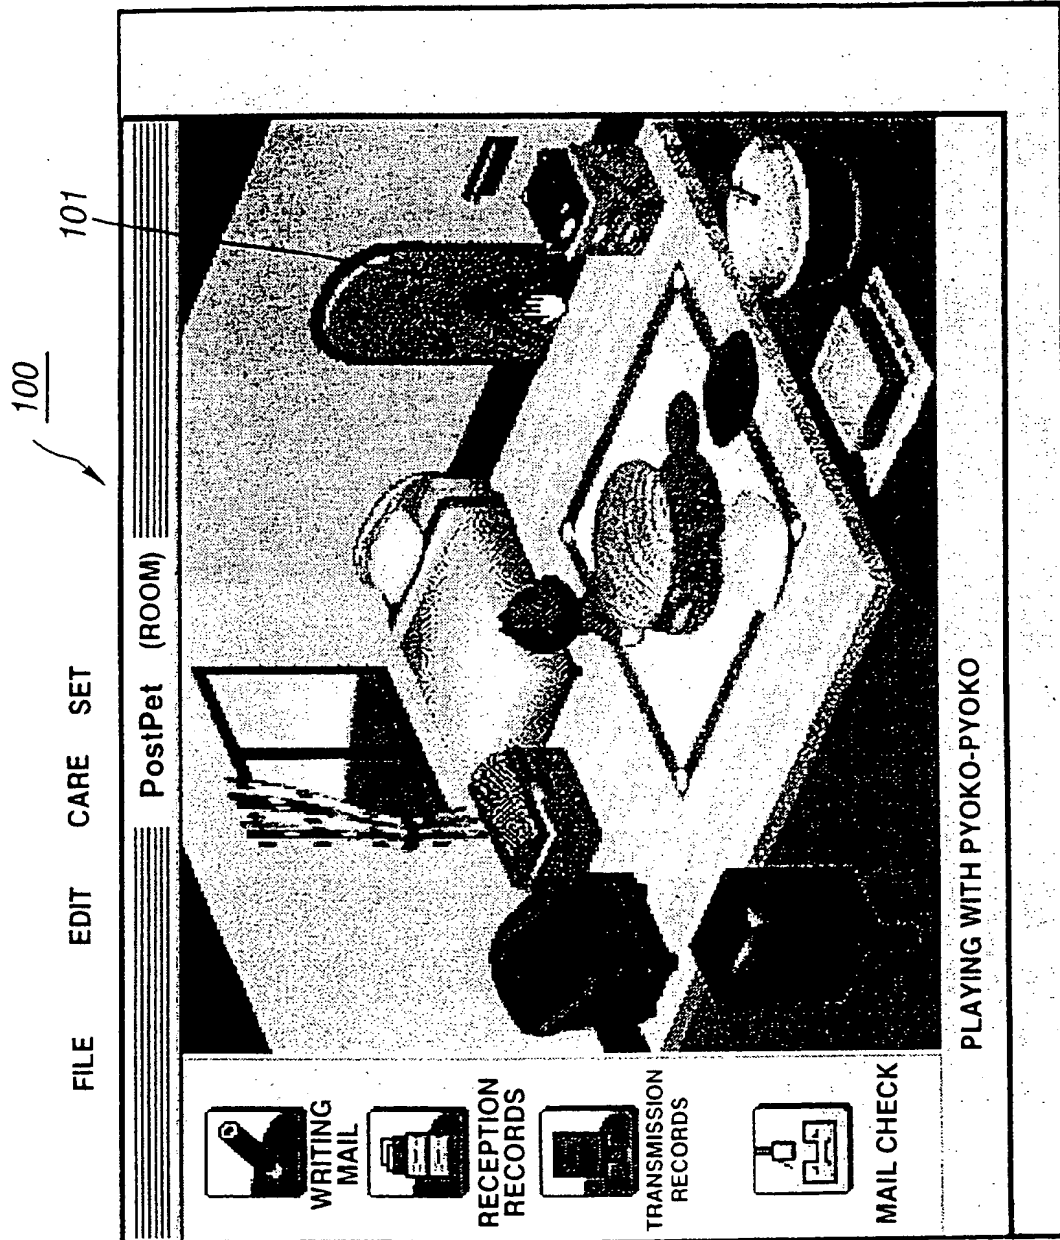 100
FILE EDIT CARE SET
PostPet (ROOM)
101
WRITING
MAIL
RECEPTION
RECORDS
TRANSMISSION
RECORDS
MAIL CHECK
PLAYING WITH PYOKO-PYOKO